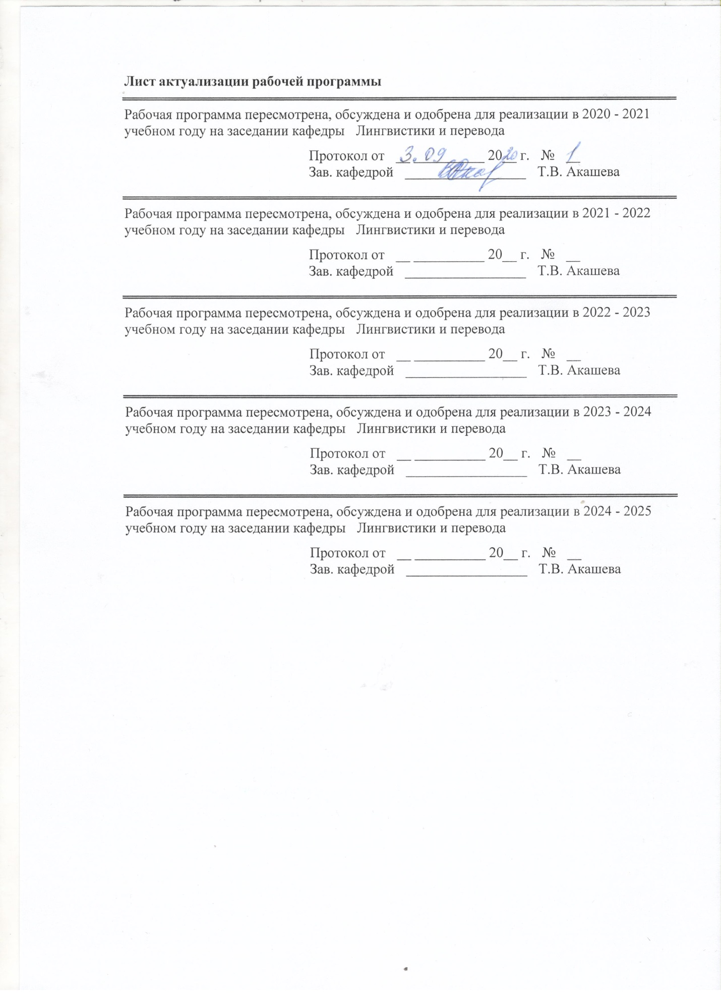 Лист актуализации рабочей программы
Рабочая программа пересмотрена, обсуждена и одобрена для реализации в 2020 - 2021
учебном году на заседании кафедры Лингвистики и перевода
Протокол от 3.09 2020 г. № 1
Зав. кафедрой ________________ Т.В. Акашева
Рабочая программа пересмотрена, обсуждена и одобрена для реализации в 2021 - 2022
учебном году на заседании кафедры Лингвистики и перевода
Протокол от __ __________ 20__ г. № __
Зав. кафедрой ________________ Т.В. Акашева
Рабочая программа пересмотрена, обсуждена и одобрена для реализации в 2022 - 2023
учебном году на заседании кафедры Лингвистики и перевода
Протокол от __ __________ 20__ г. № __
Зав. кафедрой ________________ Т.В. Акашева
Рабочая программа пересмотрена, обсуждена и одобрена для реализации в 2023 - 2024
учебном году на заседании кафедры Лингвистики и перевода
Протокол от __ __________ 20__ г. № __
Зав. кафедрой ________________ Т.В. Акашева
Рабочая программа пересмотрена, обсуждена и одобрена для реализации в 2024 - 2025
учебном году на заседании кафедры Лингвистики и перевода
Протокол от __ __________ 20__ г. № __
Зав. кафедрой ________________ Т.В. Акашева